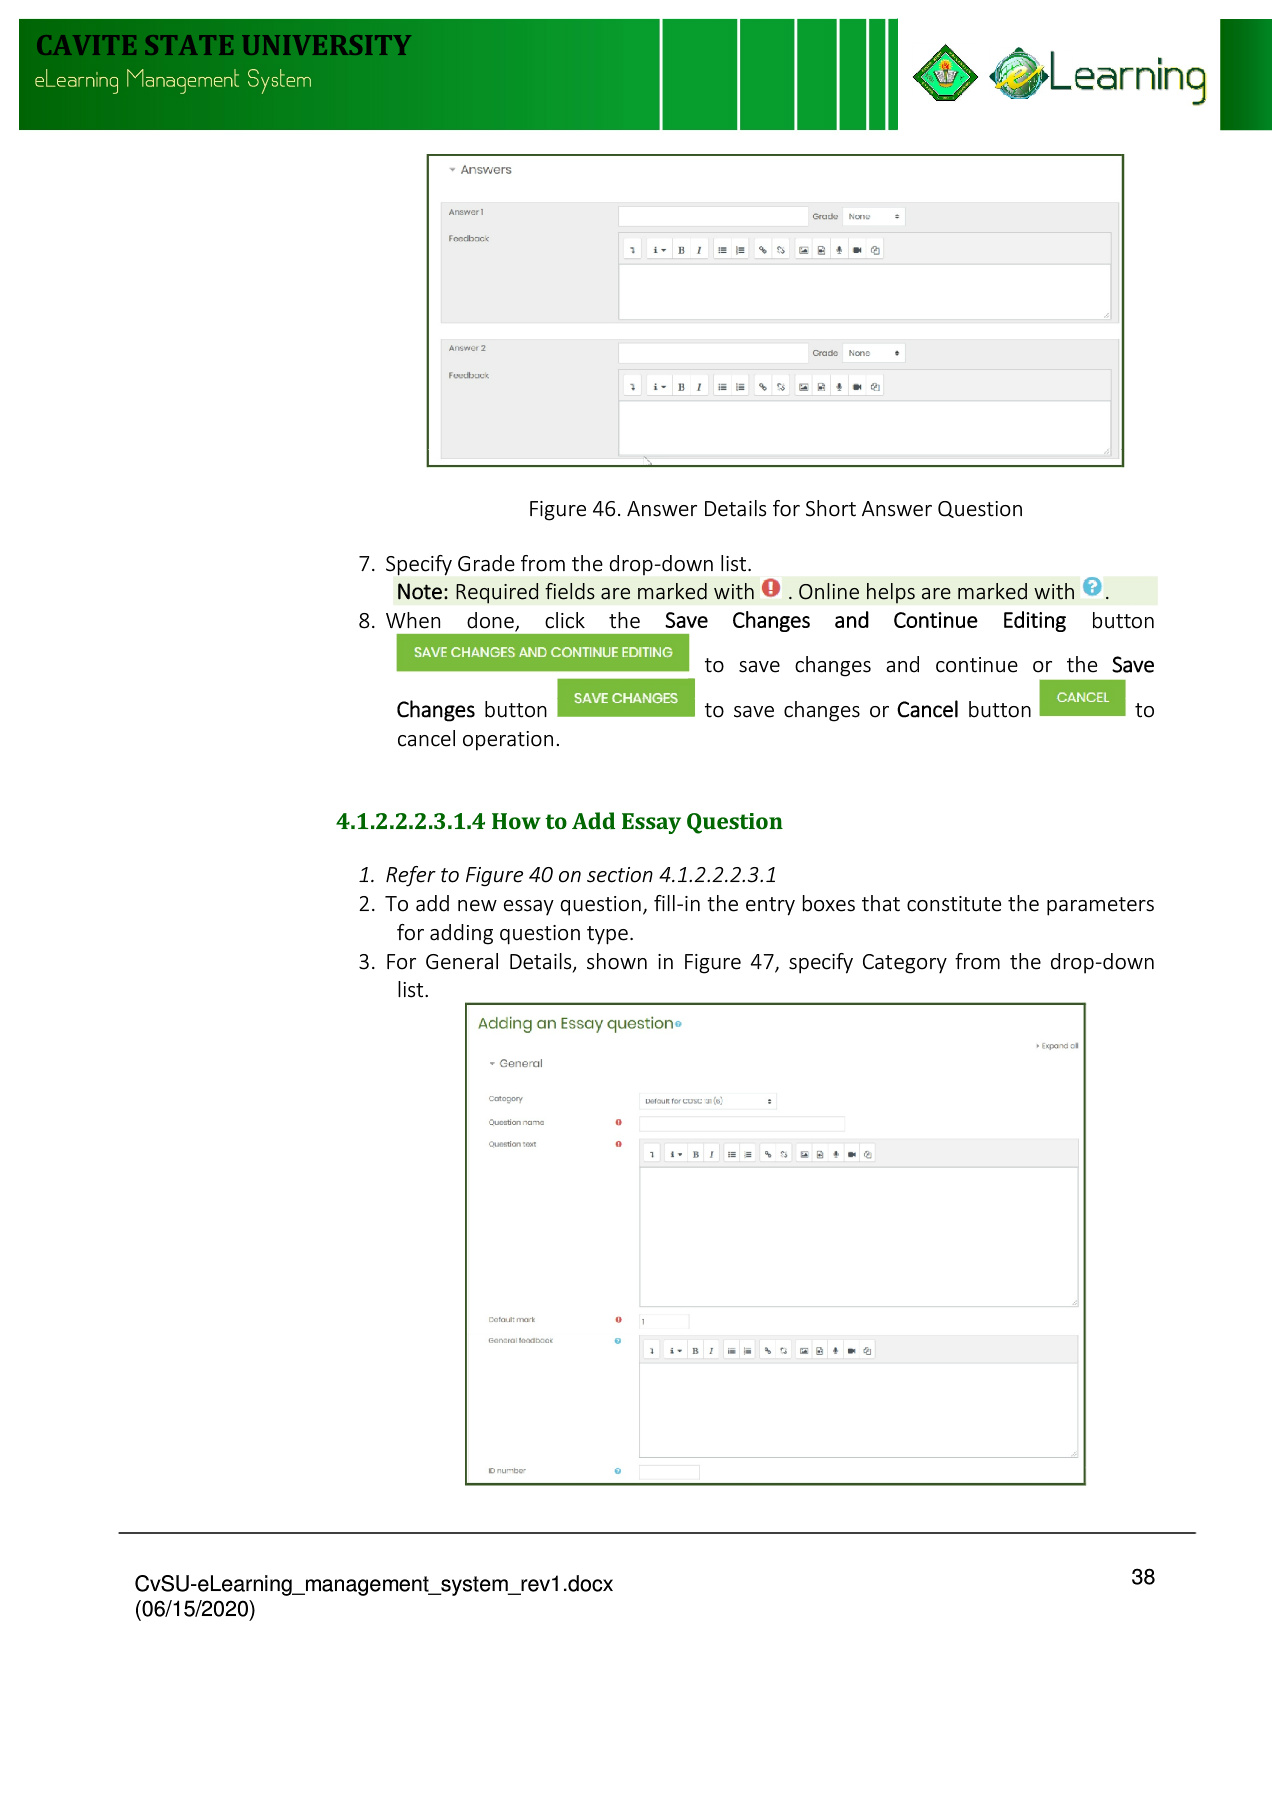 CAVITE STATE UNIVERSITY
eLearning Management System
eLearning
Answers
Answer 1
Grade None
Feedback
i B I
Answer 2
Grade None
Feedback
i B I
Figure 46. Answer Details for Short Answer Question
7. Specify Grade from the drop-down list.
Note: Required fields are marked with ! . Online helps are marked with ? .
8. When done, click the Save Changes and Continue Editing button
SAVE CHANGES AND CONTINUE EDITING to save changes and continue or the Save
Changes button SAVE CHANGES to save changes or Cancel button CANCEL to
cancel operation.
4.1.2.2.2.3.1.4 How to Add Essay Question
1. Refer to Figure 40 on section 4.1.2.2.2.3.1
2. To add new essay question, fill-in the entry boxes that constitute the parameters
for adding question type.
3. For General Details, shown in Figure 47, specify Category from the drop-down
list.
Adding an Essay question
Expand all
General
Category Default for COSC 131 (6)
Question name
Question text
i B I
Default mark 1
General feedback
i B I
ID number
CvSU-eLearning_management_system_rev1.docx
(06/15/2020)
38